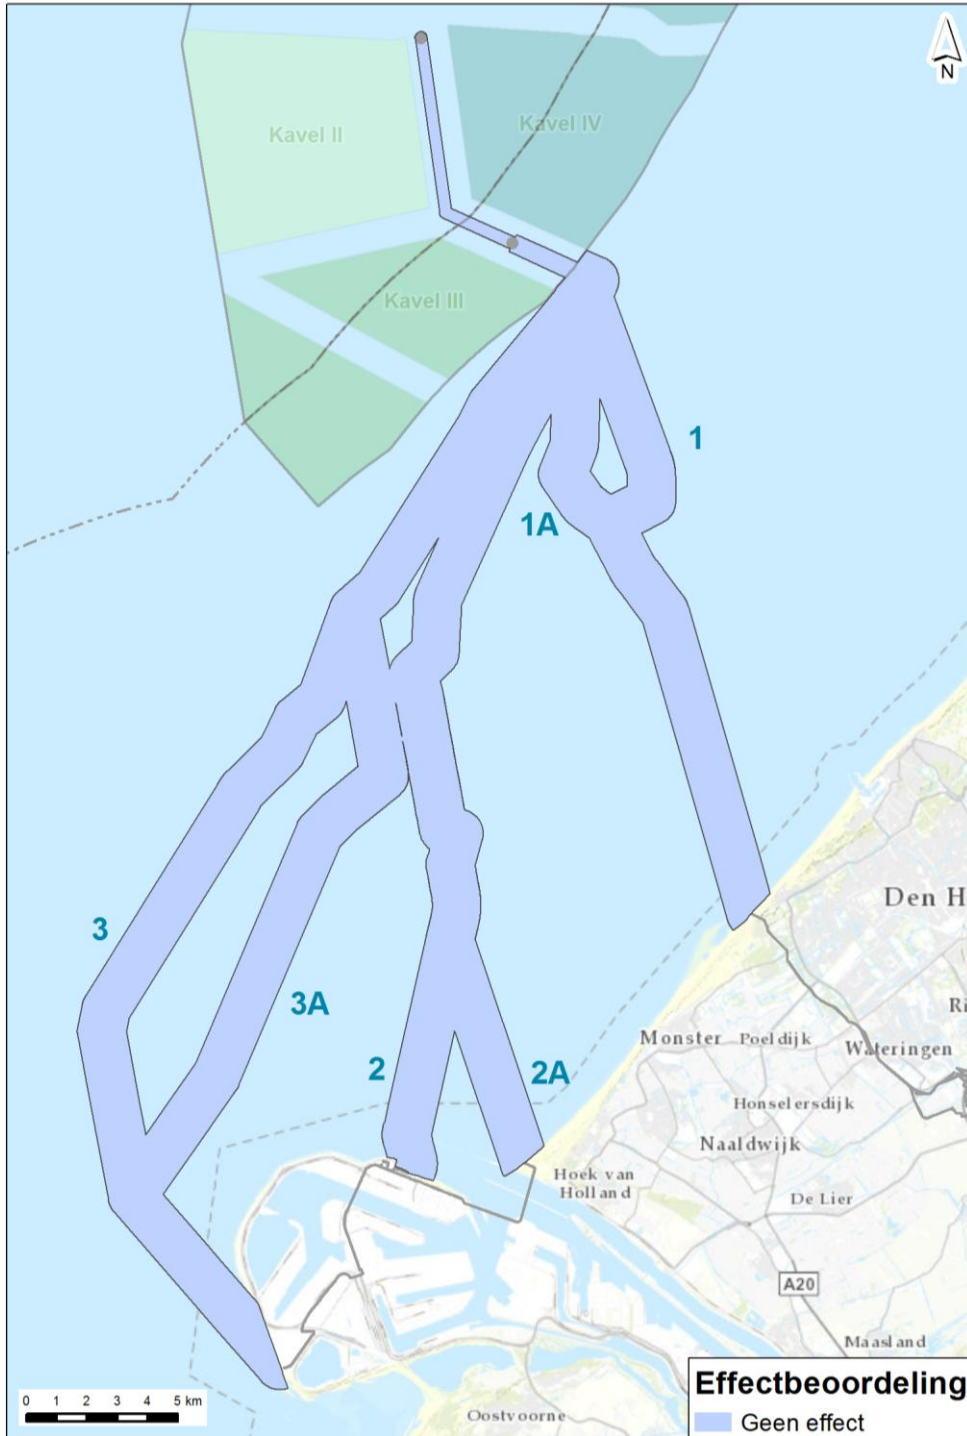 N
Kavel II
Kavel IV
Kavel III
1
1A
3
3A
2
2A
Den H
Ri
Monster
Poeldijk
Wateringen
Honselersdijk
Naaldwijk
Hoek van
Holland
De Lier
A20
Maasland
Oostvoorne
0 1 2 3 4 5 km
Effectbeoordeling
Geen effect